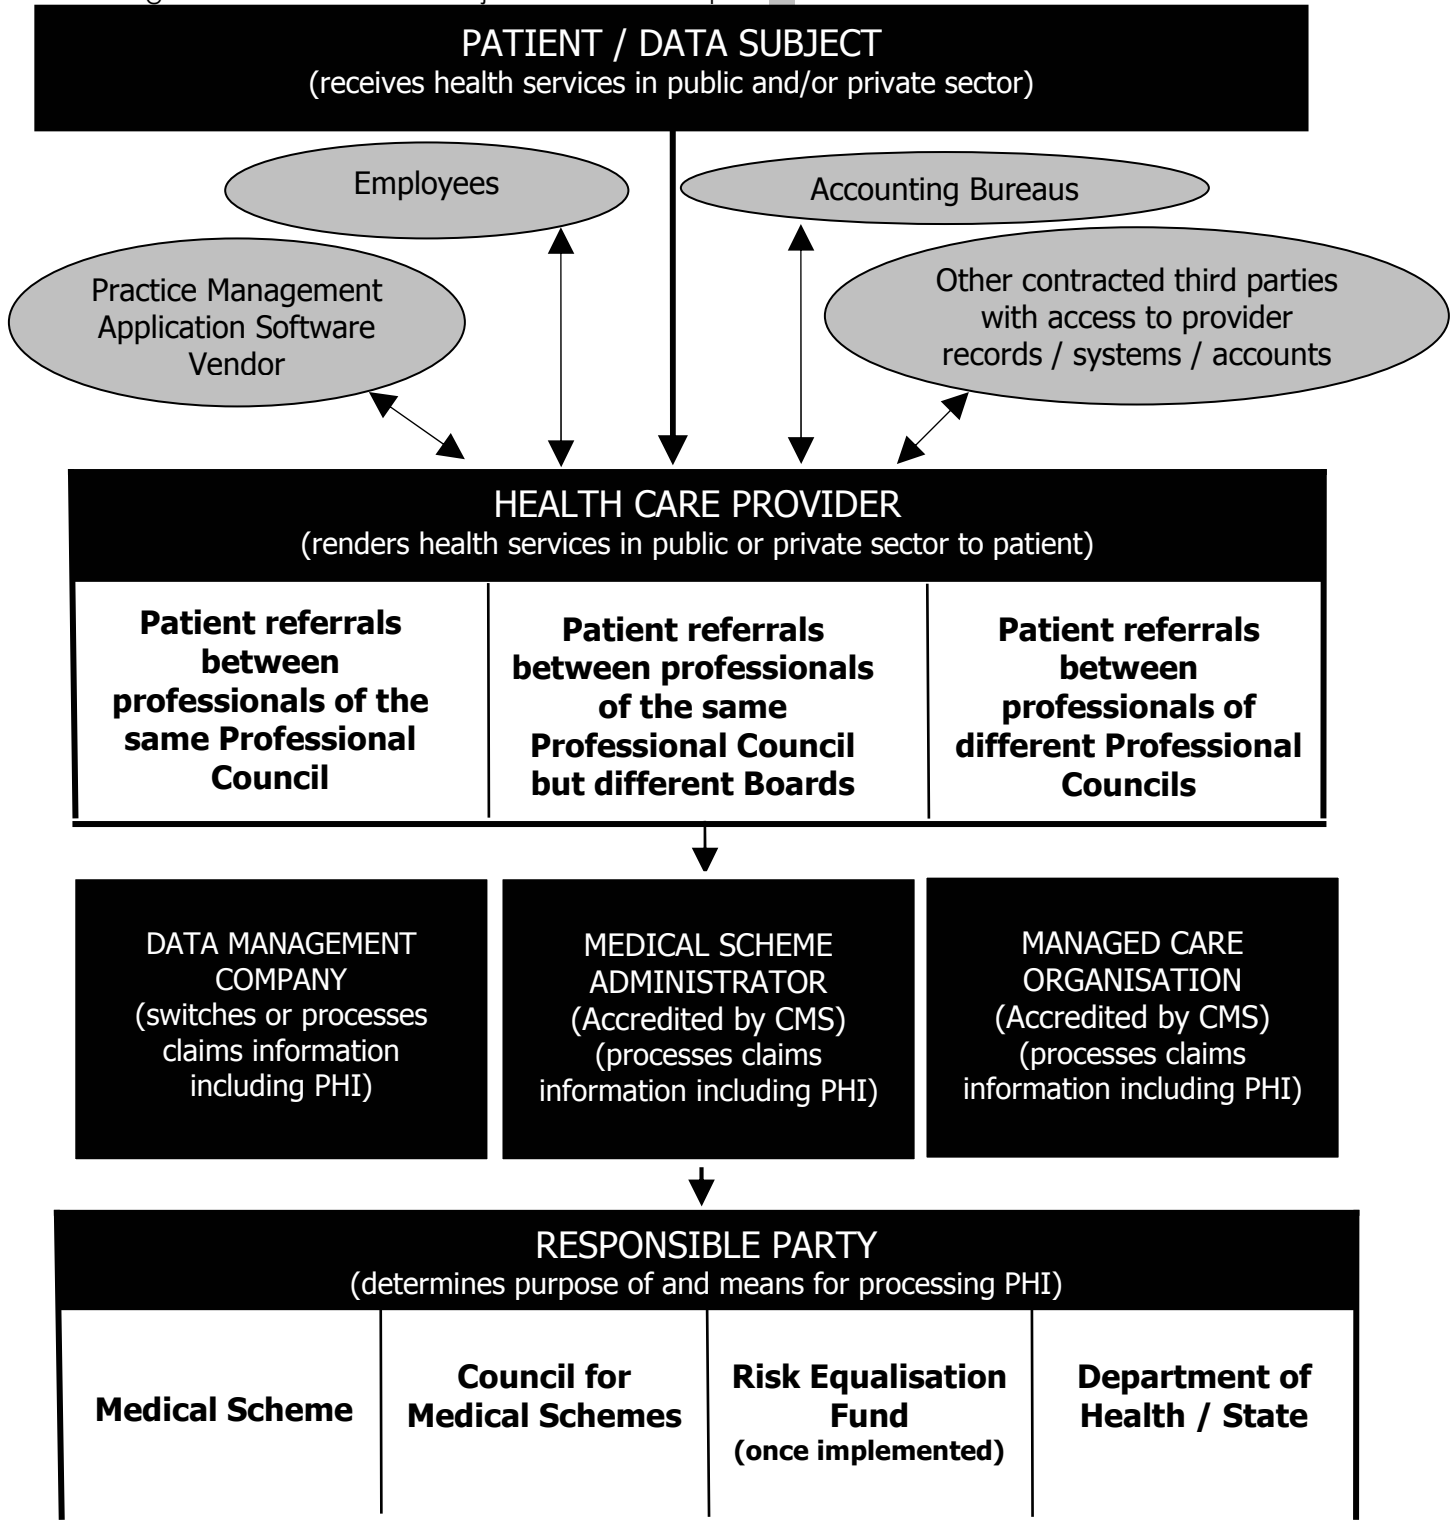 PATIENT / DATA SUBJECT
(receives health services in public and/or private sector)
Employees
Accounting Bureaus
Practice Management
Application Software
Vendor
Other contracted third parties
with access to provider
records / systems / accounts
HEALTH CARE PROVIDER
(renders health services in public or private sector to patient)
Patient referrals
between
professionals of the
same Professional
Council
Patient referrals
between professionals
of the same
Professional Council
but different Boards
Patient referrals
between
professionals of
different Professional
Councils
DATA MANAGEMENT
COMPANY
(switches or processes
claims information
including PHI)
MEDICAL SCHEME
ADMINISTRATOR
(Accredited by CMS)
(processes claims
information including PHI)
MANAGED CARE
ORGANISATION
(Accredited by CMS)
(processes claims
information including PHI)
RESPONSIBLE PARTY
(determines purpose of and means for processing PHI)
Medical Scheme
Council for
Medical Schemes
Risk Equalisation
Fund
(once implemented)
Department of
Health / State